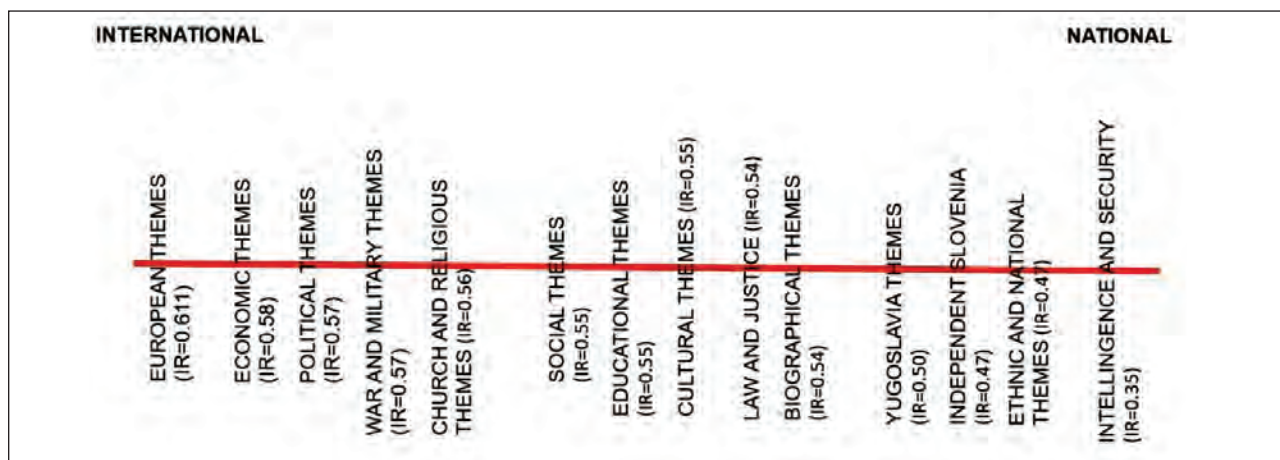 INTERNATIONAL
NATIONAL
EUROPEAN THEMES
(IR=0.611)
ECONOMIC THEMES
(IR=0.58)
POLITICAL THEMES
(IR=0.57)
WAR AND MILITARY THEMES
(IR=0.57)
CHURCH AND RELIGIOUS
THEMES (IR=0.56)
SOCIAL THEMES
(IR=0.55)
EDUCATIONAL THEMES
(IR=0.55)
CULTURAL THEMES (IR=0.55)
LAW AND JUSTICE (IR=0.54)
BIOGRAPHICAL THEMES
(IR=0.54)
YUGOSLAVIA THEMES
(IR=0.50)
INDEPENDENT SLOVENIA
(IR=0.47)
ETHNIC AND NATIONAL
THEMES (IR=0.47)
INTELLINGENCE AND SECURITY
(IR=0.35)